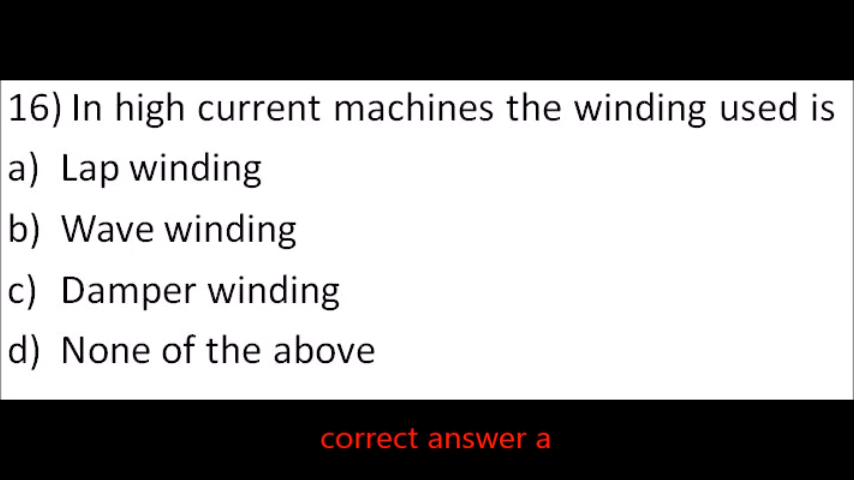 16) In high current machines the winding used is
a) Lap winding
b) Wave winding
c) Damper winding
d) None of the above
correct answer a